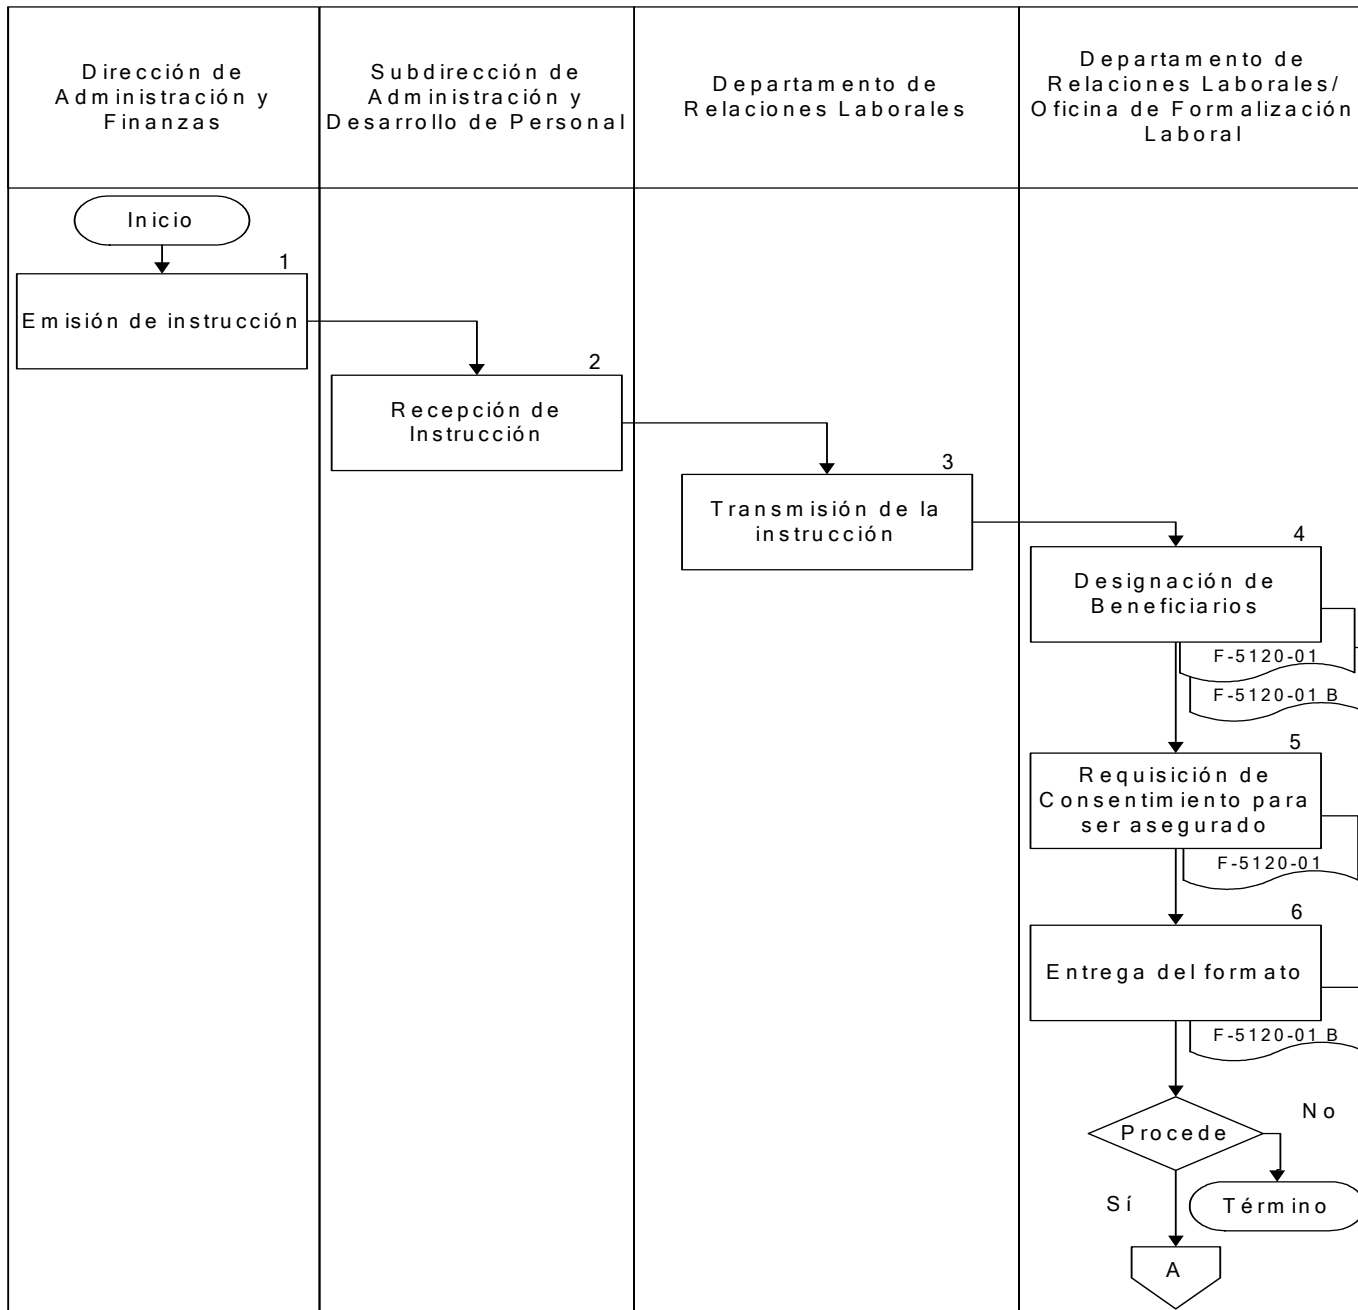 Dirección de
Administración y
Finanzas
Subdirección de
Administración y
Desarrollo de Personal
Departamento de
Relaciones Laborales
Departamento de
Relaciones Laborales/
Oficina de Formalización
Laboral
Inicio
1
Emisión de instrucción
2
Recepción de
Instrucción
3
Transmisión de la
instrucción
4
Designación de
Beneficiarios
F-5120-01
F-5120-01 B
5
Requisición de
Consentimiento para
ser asegurado
F-5120-01
6
Entrega del formato
F-5120-01 B
Procede
No
Sí
Término
A